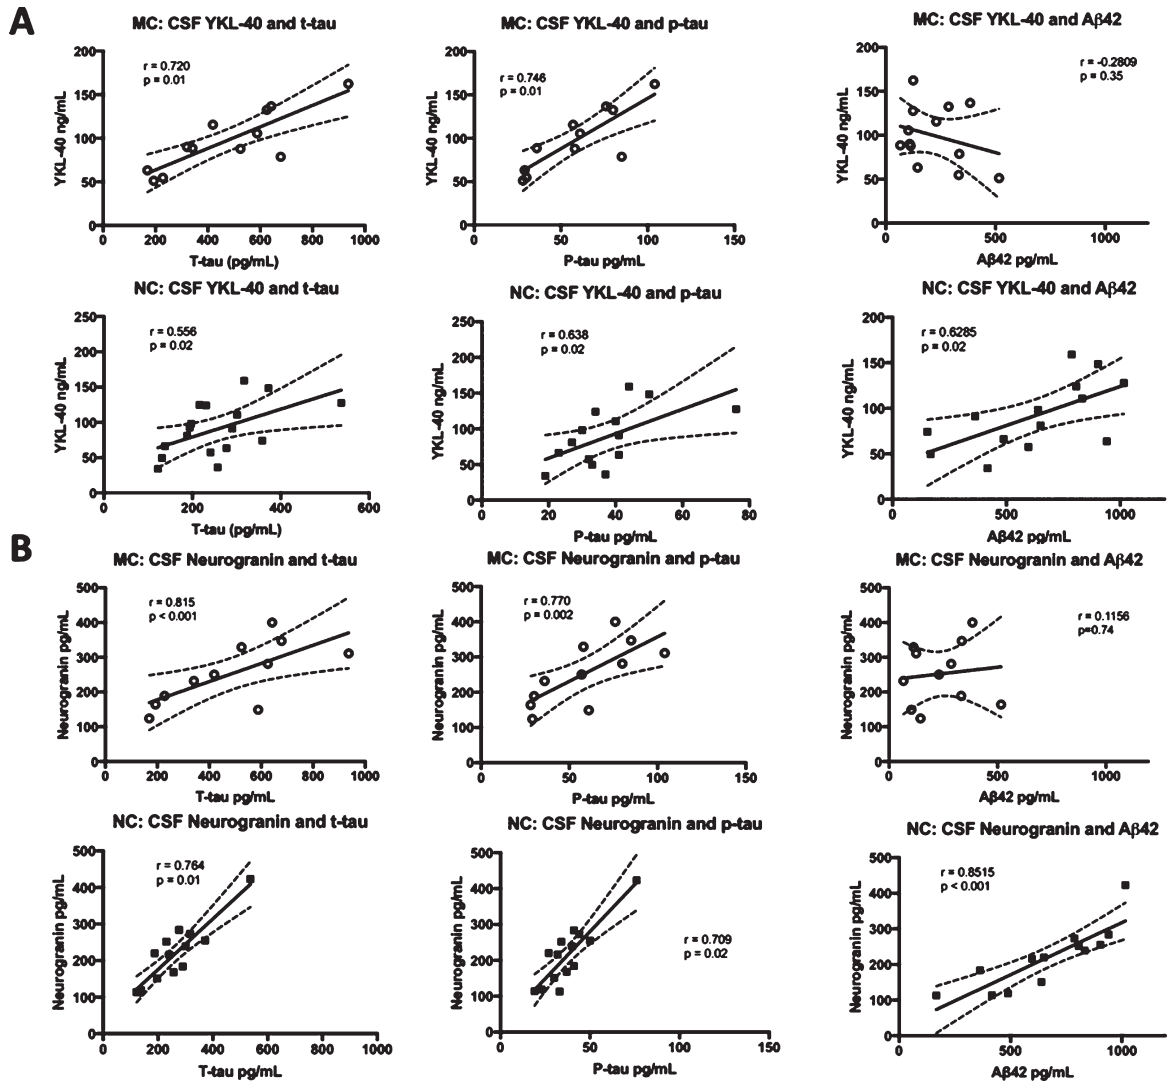 A
MC: CSF YKL-40 and t-tau
YKL-40 ng/mL
200
150
100
50
0
r = 0.720
p = 0.01
0 200 400 600 800 1000
T-tau (pg/mL)
MC: CSF YKL-40 and p-tau
YKL-40 ng/mL
200
150
100
50
0
r = 0.746
p = 0.01
0 50 100 150
P-tau pg/mL
MC: CSF YKL-40 and Aβ42
YKL-40 ng/mL
200
150
100
50
0
r = -0.2809
p = 0.35
0 500 1000
Aβ42 pg/mL
NC: CSF YKL-40 and t-tau
YKL-40 ng/mL
250
200
150
100
50
0
r = 0.556
p = 0.02
0 200 400 600
T-tau (pg/mL)
NC: CSF YKL-40 and p-tau
YKL-40 ng/mL
250
200
150
100
50
0
r = 0.638
p = 0.02
0 20 40 60 80
P-tau pg/mL
NC: CSF YKL-40 and Aβ42
YKL-40 ng/mL
200
150
100
50
0
r = 0.6285
p = 0.02
0 500 1000
Aβ42 pg/mL
B
MC: CSF Neurogranin and t-tau
Neurogranin pg/mL
500
400
300
200
100
0
r = 0.815
p < 0.001
0 200 400 600 800 1000
T-tau pg/mL
MC: CSF Neurogranin and p-tau
Neurogranin pg/mL
500
400
300
200
100
0
r = 0.770
p = 0.002
0 50 100 150
P-tau pg/mL
MC: CSF Neurogranin and Aβ42
Neurogranin pg/mL
500
400
300
200
100
0
r = 0.1156
p=0.74
0 500 1000
Aβ42 pg/mL
NC: CSF Neurogranin and t-tau
Neurogranin pg/mL
500
400
300
200
100
0
r = 0.764
p = 0.01
0 200 400 600 800 1000
T-tau pg/mL
NC: CSF Neurogranin and p-tau
Neurogranin pg/mL
500
400
300
200
100
0
r = 0.709
p = 0.02
0 50 100 150
P-tau pg/mL
NC: CSF Neurogranin and Aβ42
Neurogranin pg/mL
500
400
300
200
100
0
r = 0.8515
p < 0.001
0 500 1000
Aβ42 pg/mL